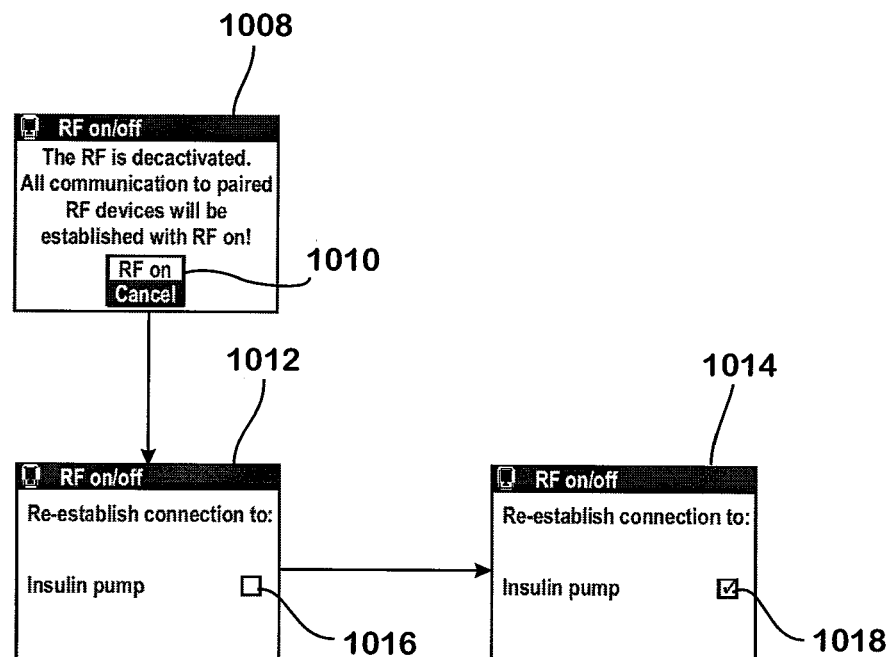 1008
RF on/off
The RF is decactivated.
All communication to paired
RF devices will be
established with RF on!
RF on
Cancel
1010
1012
RF on/off
Re-establish connection to:
Insulin pump
1016
1014
RF on/off
Re-establish connection to:
Insulin pump
1018